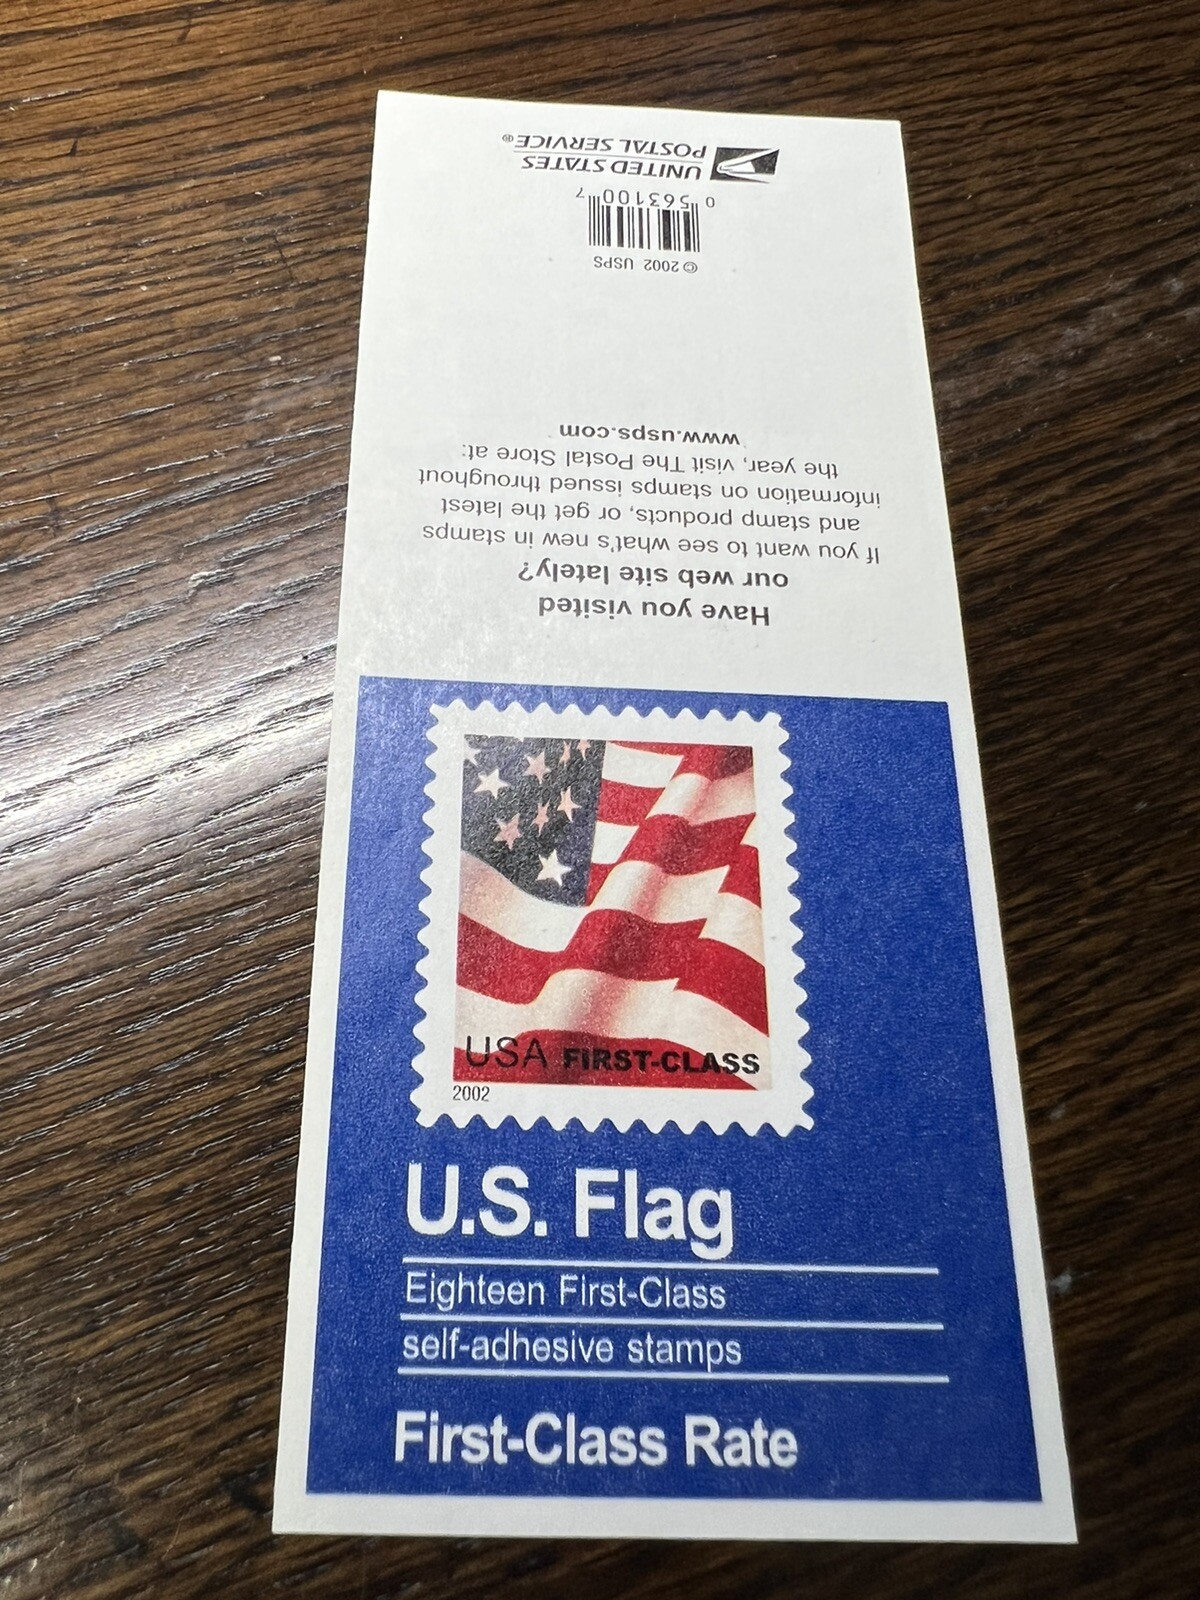 UNITED STATES
POSTAL SERVICE®
0 563100 7
© 2002 USPS
Have you visited
our web site lately?
If you want to see what's new in stamps
and stamp products, or get the latest
information on stamps issued throughout
the year, visit The Postal Store at:
www.usps.com
USA FIRST-CLASS
2002
U.S. Flag
Eighteen First-Class
self-adhesive stamps
First-Class Rate